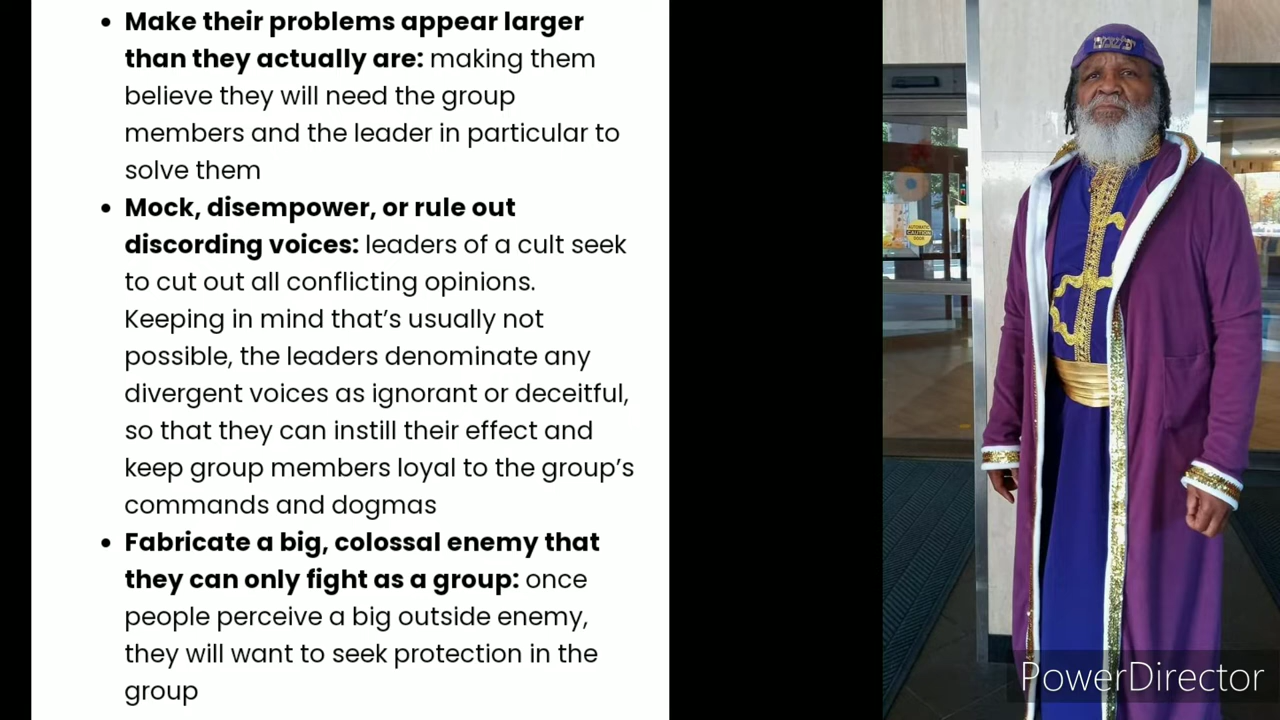 • Make their problems appear larger
than they actually are: making them
believe they will need the group
members and the leader in particular to
solve them
• Mock, disempower, or rule out
discording voices: leaders of a cult seek
to cut out all conflicting opinions.
Keeping in mind that's usually not
possible, the leaders denominate any
divergent voices as ignorant or deceitful,
so that they can instill their effect and
keep group members loyal to the group's
commands and dogmas
• Fabricate a big, colossal enemy that
they can only fight as a group: once
people perceive a big outside enemy,
they will want to seek protection in the
group
AUTOMATIC
CAUTION
DOOR
PowerDirector